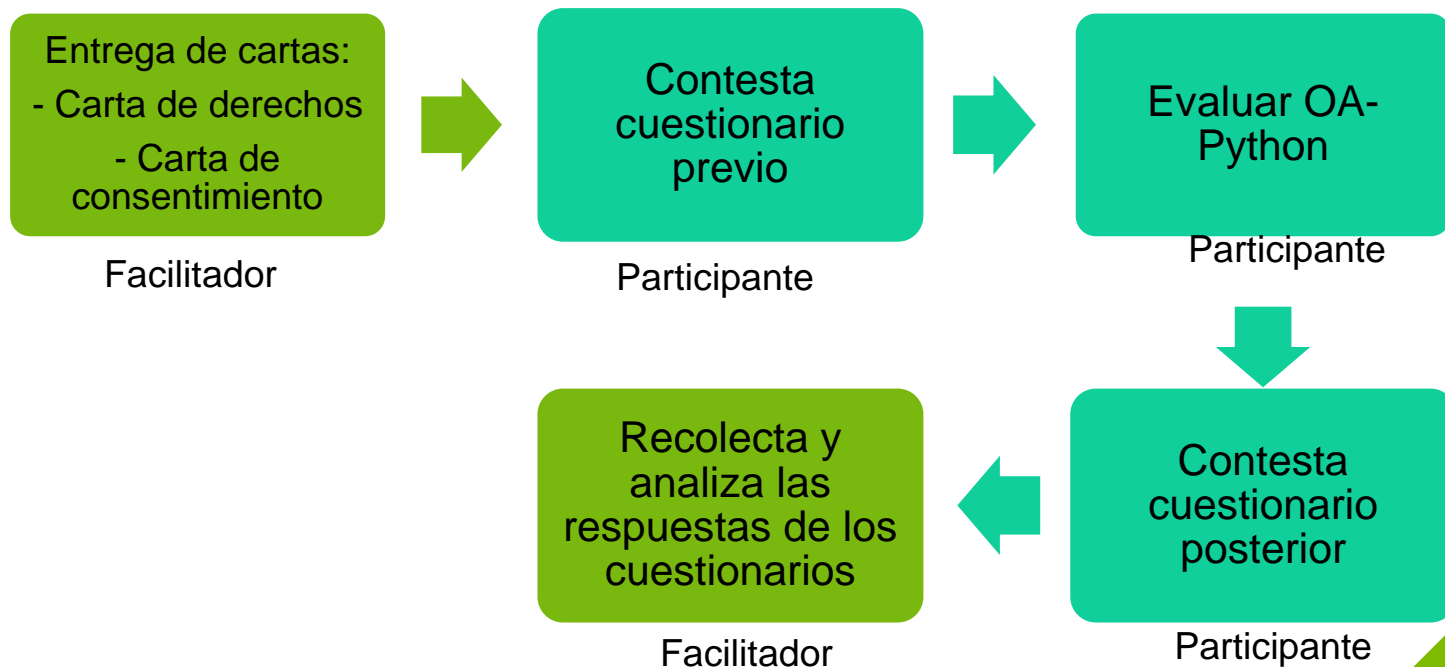 Entrega de cartas:
- Carta de derechos
- Carta de
consentimiento
Facilitador
Contesta
cuestionario
previo
Participante
Evaluar OA-
Python
Participante
Contesta
cuestionario
posterior
Participante
Recolecta y
analiza las
respuestas de los
cuestionarios
Facilitador